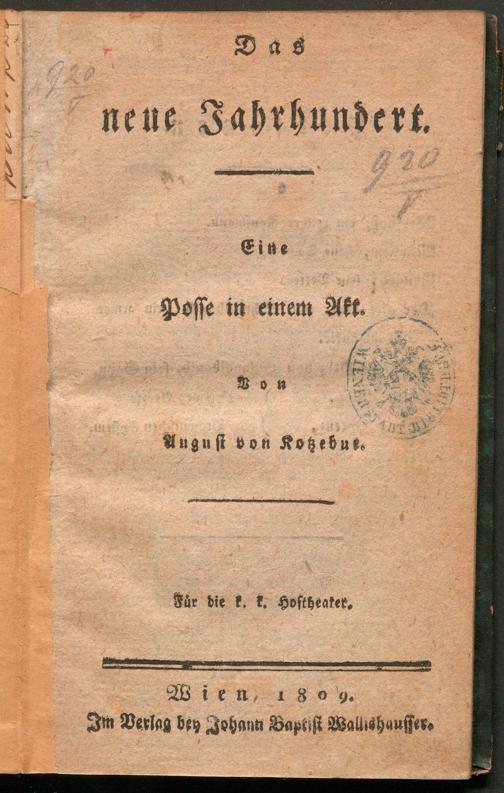 Das
neue Jahrhundert.
920
V
920
V
Eine
Posse in einem Akt.
Von
August von Kotzebue.
Für die k. k. Hoftheater.
Wien, 1809.
Im Verlag bey Johann Baptist Wallishausser.